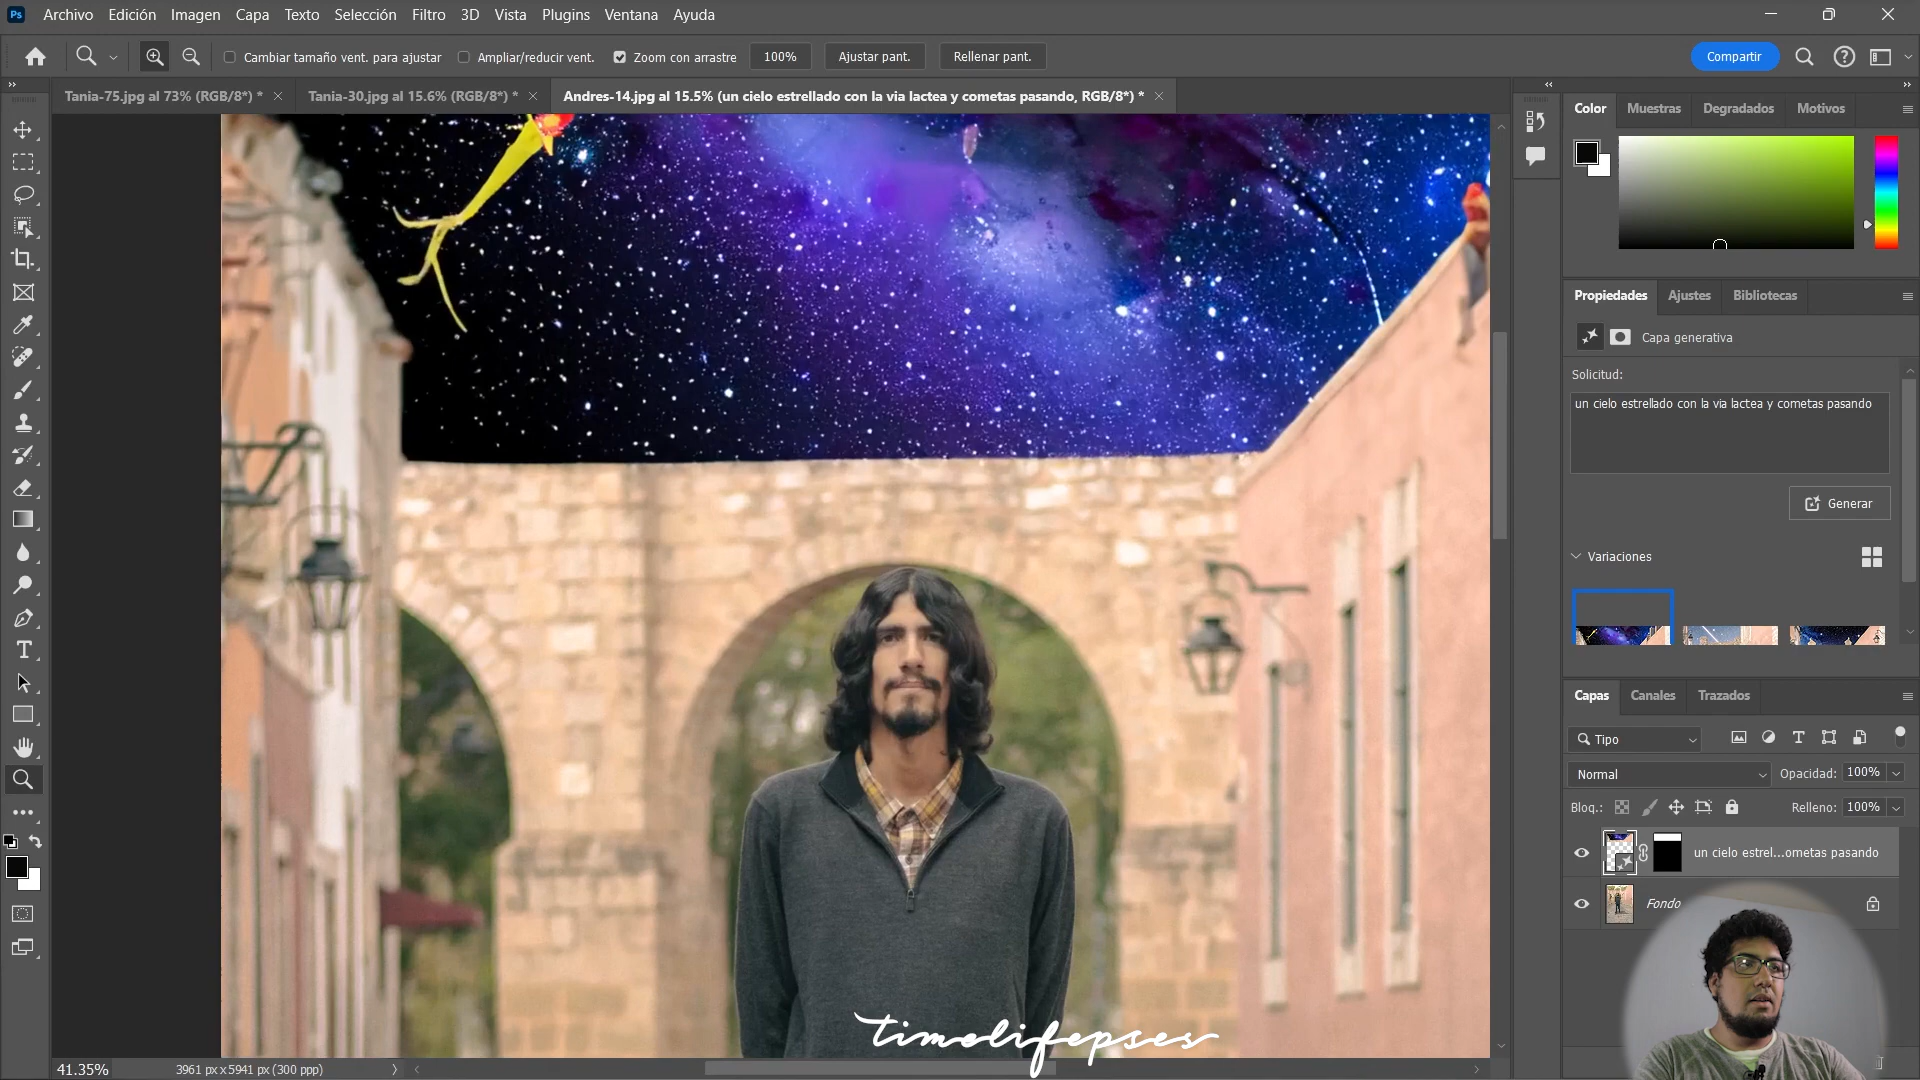 Ps Archivo Edición Imagen Capa Texto Selección Filtro 3D Vista Plugins Ventana Ayuda
Cambiar tamaño vent. para ajustar Ampliar/reducir vent. Zoom con arrastre 100% Ajustar pant. Rellenar pant. Compartir
Tania-75.jpg al 73% (RGB/8*) * Tania-30.jpg al 15.6% (RGB/8*) * Andres-14.jpg al 15.5% (un cielo estrellado con la via lactea y cometas pasando, RGB/8*) *
Color Muestras Degradados Motivos
Propiedades Ajustes Bibliotecas
Capa generativa
Solicitud:
un cielo estrellado con la via lactea y cometas pasando
Generar
Variaciones
Capas Canales Trazados
Tipo
Normal Opacidad: 100%
Bloq.: Relleno: 100%
un cielo estrel...ometas pasando
Fondo
timelifepses
41.35% 3961 px x 5941 px (300 ppp)